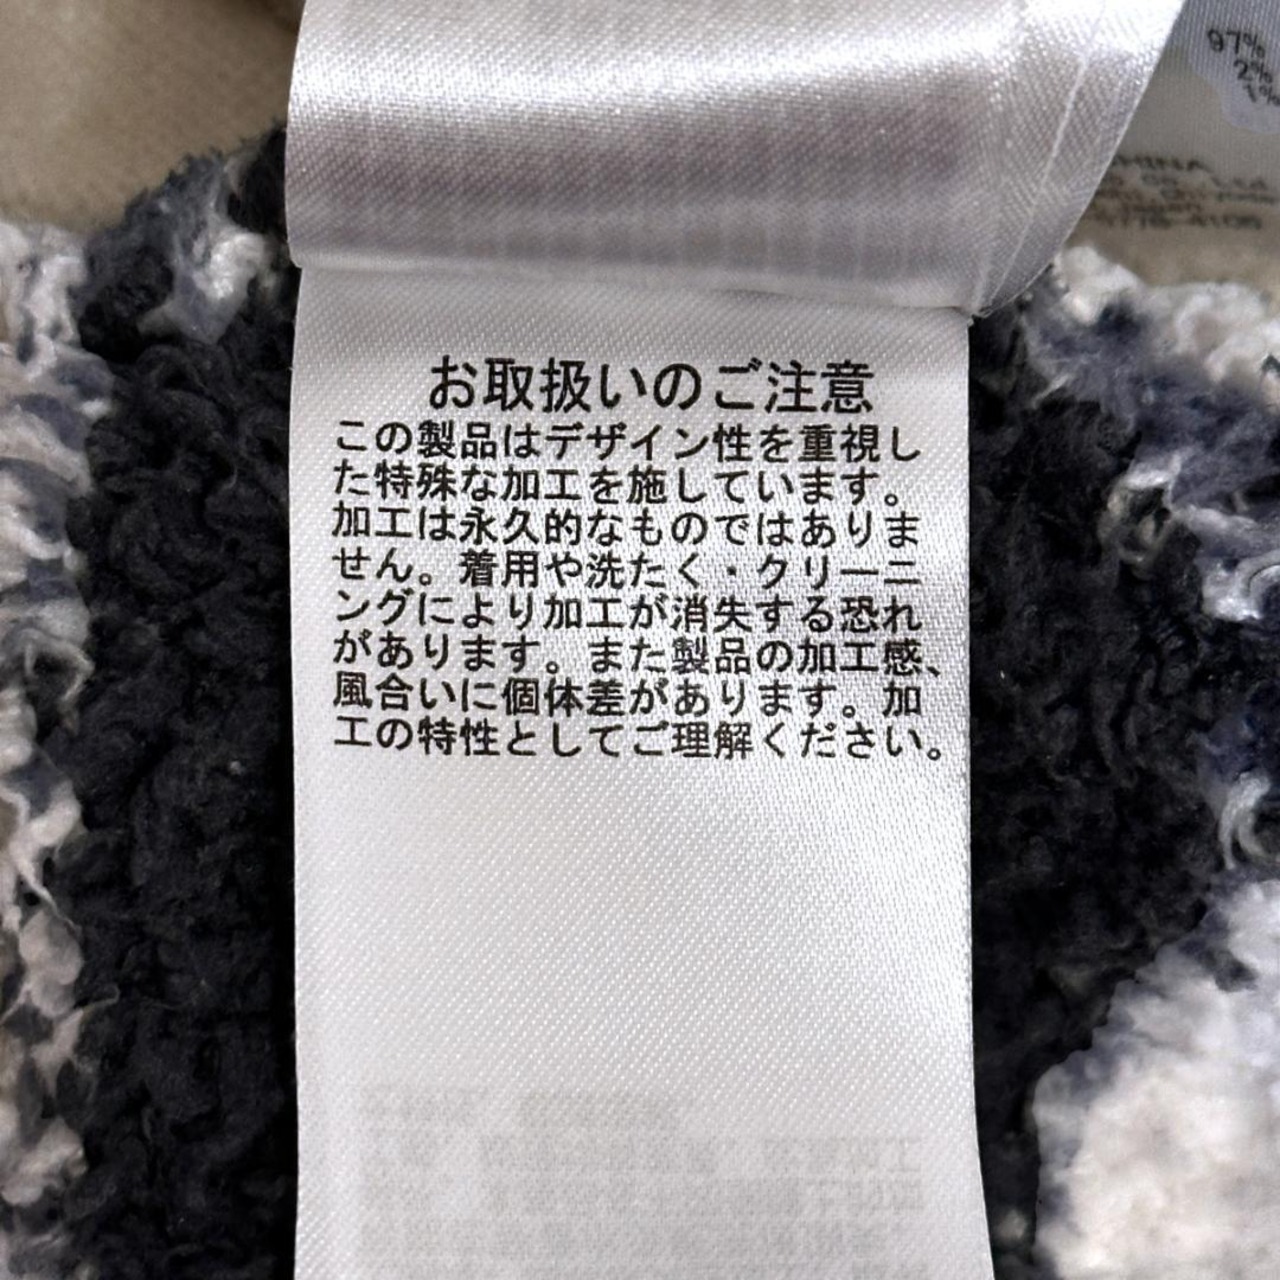 97%
2%
1%
お取扱いのご注意
この製品はデザイン性を重視し
た特殊な加工を施しています。
加工は永久的なものではありま
せん。着用や洗たく・クリーニ
ングにより加工が消失する恐れ
があります。また製品の加工感、
風合いに個体差があります。加
工の特性としてご理解ください。